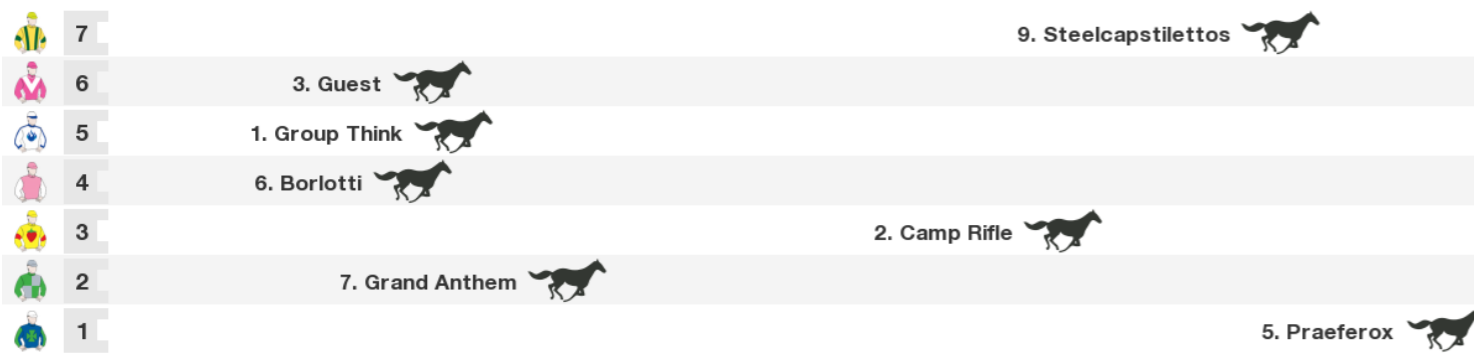 7 9. Steelcapstilettos
6 3. Guest
5 1. Group Think
4 6. Borlotti
3 2. Camp Rifle
2 7. Grand Anthem
1 5. Praeferox